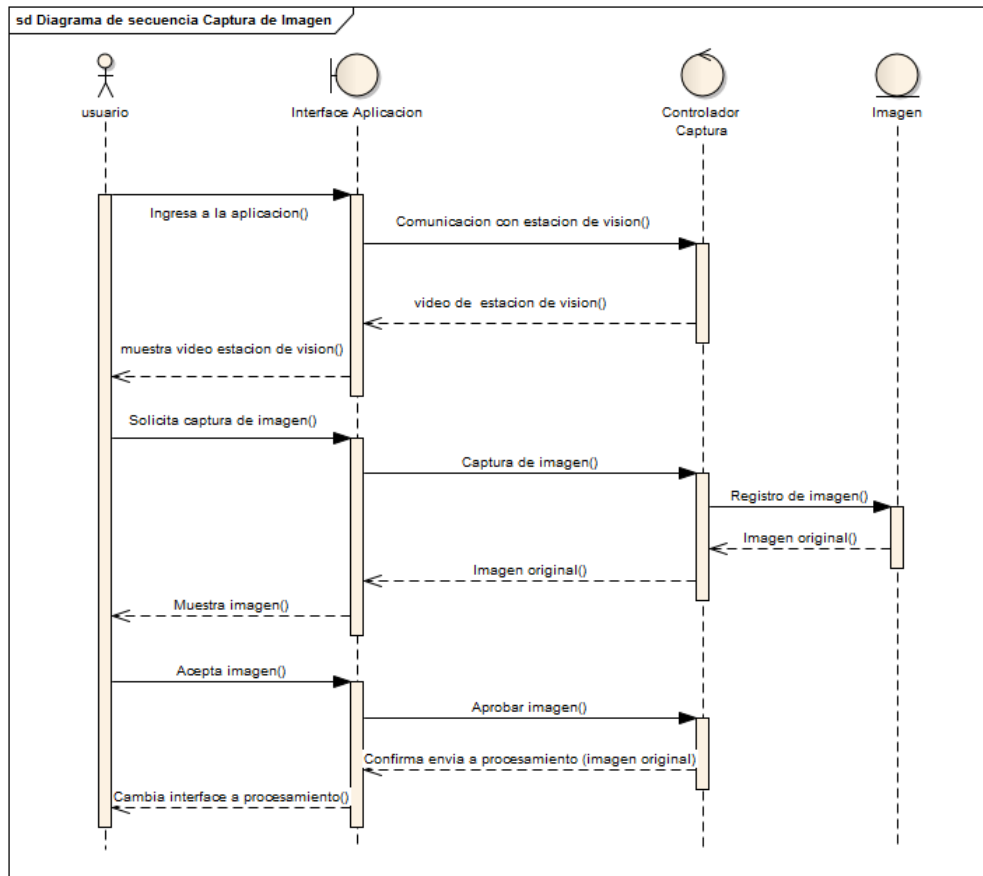 sd Diagrama de secuencia Captura de Imagen
usuario
Interface Aplicacion
Controlador
Captura
Imagen
Ingresa a la aplicacion()
Comunicacion con estacion de vision()
video de estacion de vision()
muestra video estacion de vision()
Solicita captura de imagen()
Captura de imagen()
Registro de imagen()
Imagen original()
Imagen original()
Muestra imagen()
Acepta imagen()
Aprobar imagen()
Confirma envia a procesamiento (imagen original)
Cambia interface a procesamiento()